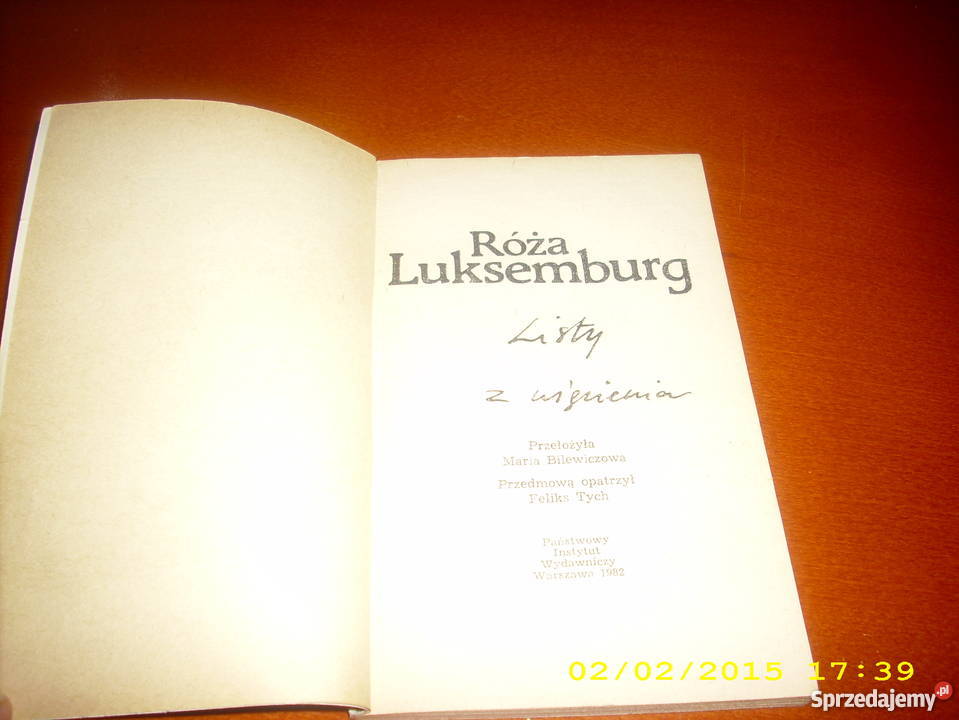 Róża
Luksemburg
Listy
z więzienia
Przełożyła
Maria Bilewiczowa
Przedmową opatrzył
Feliks Tych
Państwowy
Instytut
Wydawniczy
Warszawa 1982
02/02/2015 17:39
Sprzedajemy.pl